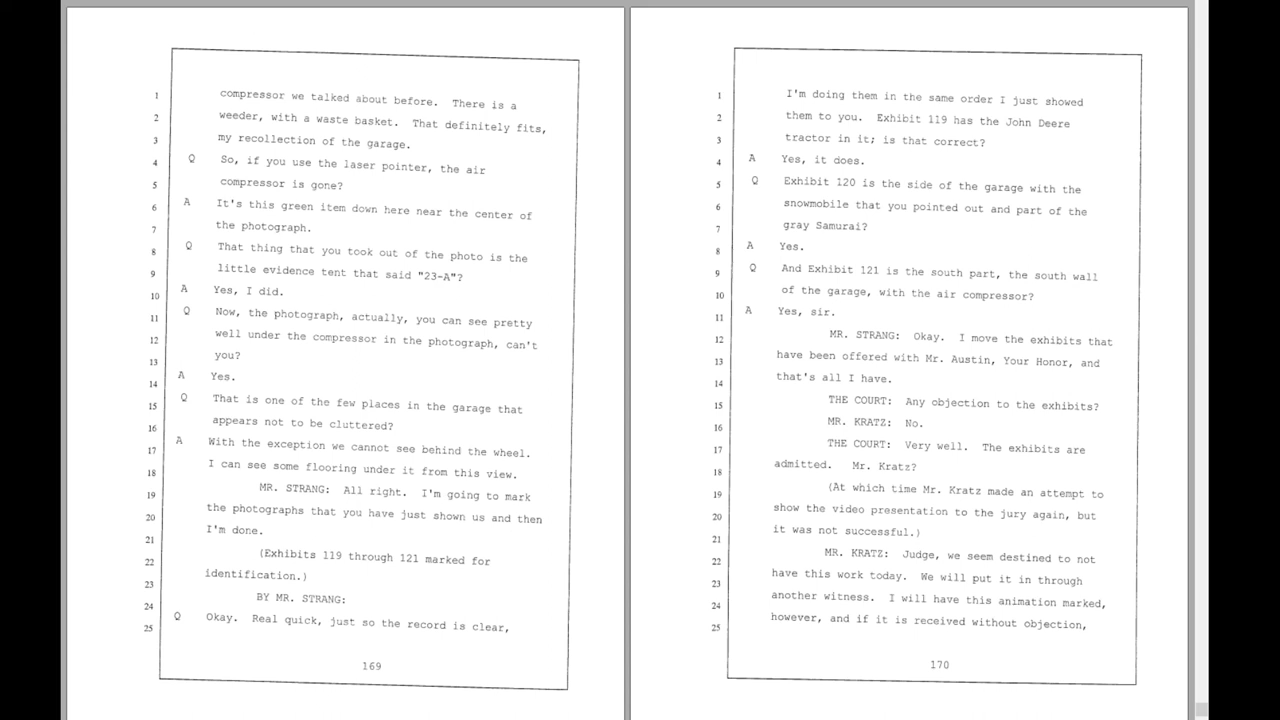 1 compressor we talked about before. There is a
2 weeder, with a waste basket. That definitely fits,
3 my recollection of the garage.
4 Q So, if you use the laser pointer, the air
5 compressor is gone?
6 A It's this green item down here near the center of
7 the photograph.
8 Q That thing that you took out of the photo is the
9 little evidence tent that said "23-A"?
10 A Yes, I did.
11 Q Now, the photograph, actually, you can see pretty
12 well under the compressor in the photograph, can't
13 you?
14 A Yes.
15 Q That is one of the few places in the garage that
16 appears not to be cluttered?
17 A With the exception we cannot see behind the wheel.
18 I can see some flooring under it from this view.
19 MR. STRANG: All right. I'm going to mark
20 the photographs that you have just shown us and then
21 I'm done.
22 (Exhibits 119 through 121 marked for
23 identification.)
24 BY MR. STRANG:
25 Q Okay. Real quick, just so the record is clear,
169
1 I'm doing them in the same order I just showed
2 them to you. Exhibit 119 has the John Deere
3 tractor in it; is that correct?
4 A Yes, it does.
5 Q Exhibit 120 is the side of the garage with the
6 snowmobile that you pointed out and part of the
7 gray Samurai?
8 A Yes.
9 Q And Exhibit 121 is the south part, the south wall
10 of the garage, with the air compressor?
11 A Yes, sir.
12 MR. STRANG: Okay. I move the exhibits that
13 have been offered with Mr. Austin, Your Honor, and
14 that's all I have.
15 THE COURT: Any objection to the exhibits?
16 MR. KRATZ: No.
17 THE COURT: Very well. The exhibits are
18 admitted. Mr. Kratz?
19 (At which time Mr. Kratz made an attempt to
20 show the video presentation to the jury again, but
21 it was not successful.)
22 MR. KRATZ: Judge, we seem destined to not
23 have this work today. We will put it in through
24 another witness. I will have this animation marked,
25 however, and if it is received without objection,
170